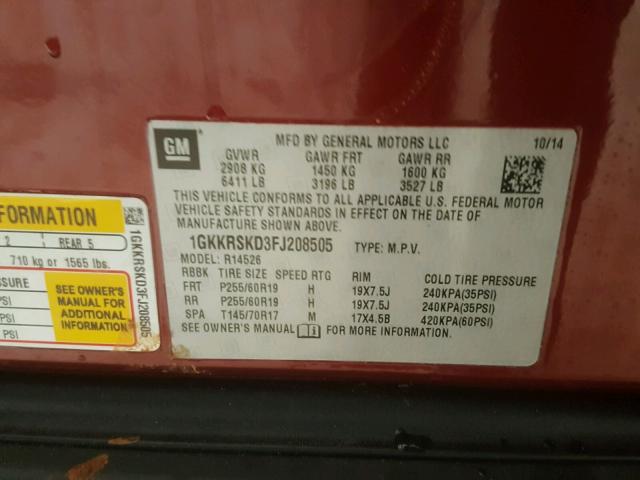 GM
MFD BY GENERAL MOTORS LLC 10/14
GVWR GAWR FRT GAWR RR
2908 KG 1450 KG 1600 KG
6411 LB 3196 LB 3527 LB
THIS VEHICLE CONFORMS TO ALL APPLICABLE U.S. FEDERAL MOTOR
VEHICLE SAFETY STANDARDS IN EFFECT ON THE DATE OF
MANUFACTURE SHOWN ABOVE.
1GKKRSKD3FJ208505 TYPE: M.P.V.
MODEL: R14526
RBBK TIRE SIZE SPEED RTG RIM COLD TIRE PRESSURE
FRT P255/60R19 H 19X7.5J 240KPA(35PSI)
RR P255/60R19 H 19X7.5J 240KPA(35PSI)
SPA T145/70R17 M 17X4.5B 420KPA(60PSI)
SEE OWNER'S MANUAL FOR MORE INFORMATION.
FORMATION
2 REAR 5
710 kg or 1565 lbs.
SURE
PSI
PSI
PSI
SEE OWNER'S
MANUAL FOR
ADDITIONAL
INFORMATION
1GKKRSKD3FJ208505